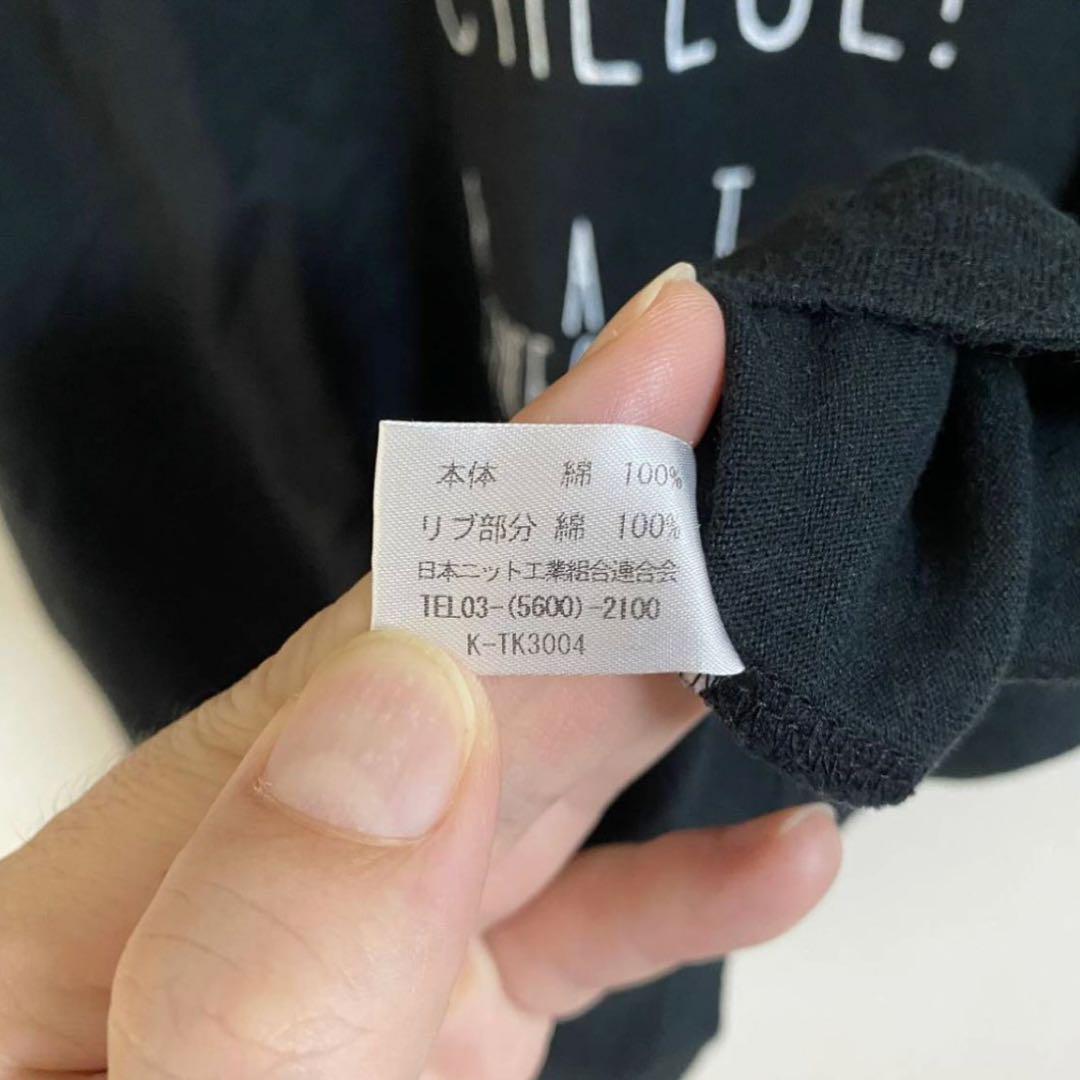 本体 綿 100%
リブ部分 綿 100%
日本ニット工業組合連合会
TEL03-(5600)-2100
K-TK3004